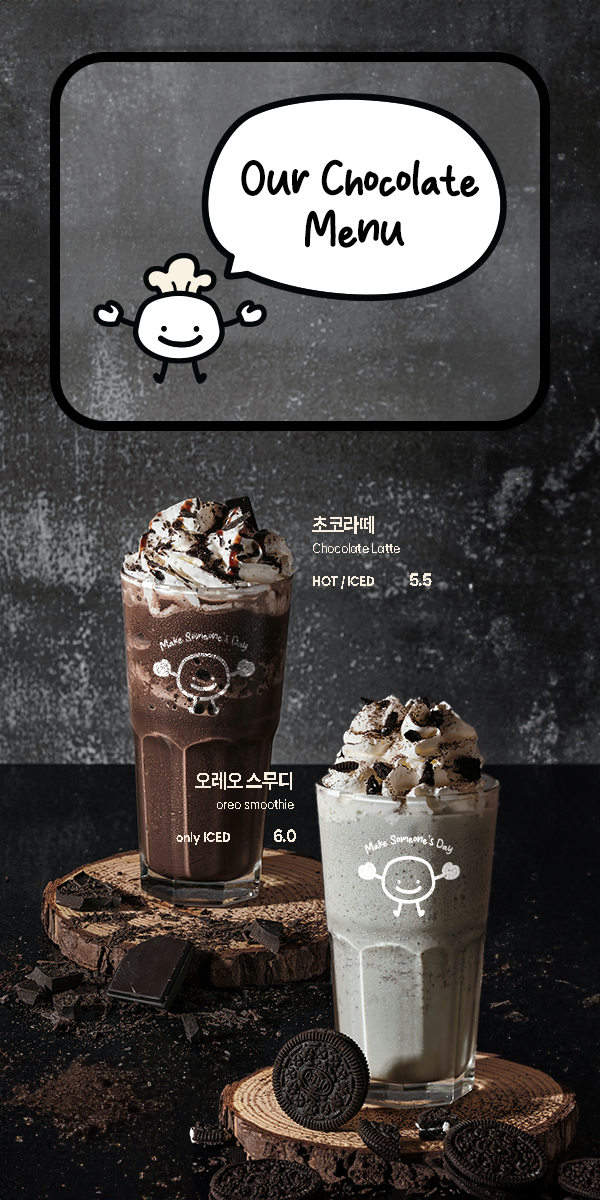 Our Chocolate
Menu
초코라떼
Chocolate Latte
HOT / ICED 5.5
Make Someone's Day
오레오 스무디
oreo smoothie
only ICED 6.0
Make Someone's Day